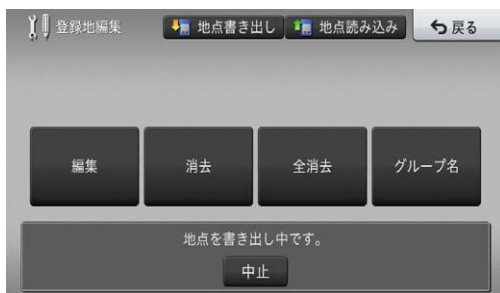 登録地編集 地点書き出し 地点読み込み 戻る
編集 消去 全消去 グループ名
地点を書き出し中です。
中止